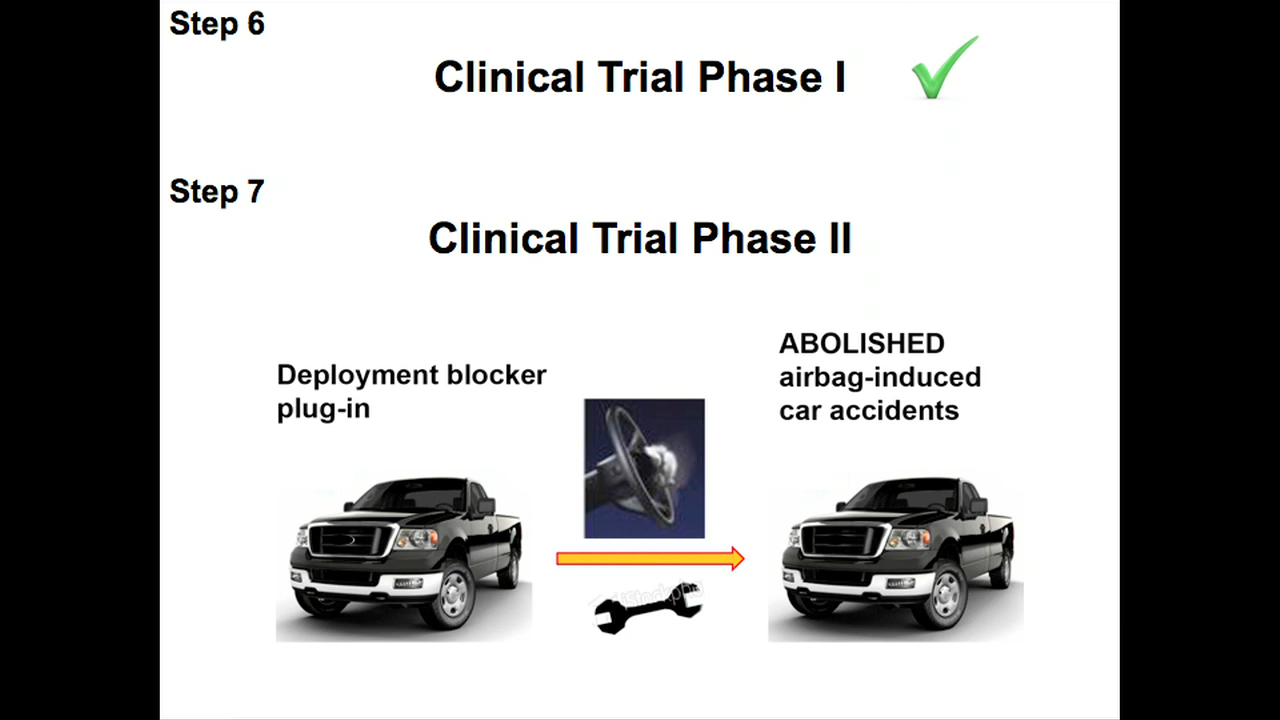 Step 6
Clinical Trial Phase I
Step 7
Clinical Trial Phase II
ABOLISHED
airbag-induced
car accidents
Deployment blocker
plug-in
iStockphoto